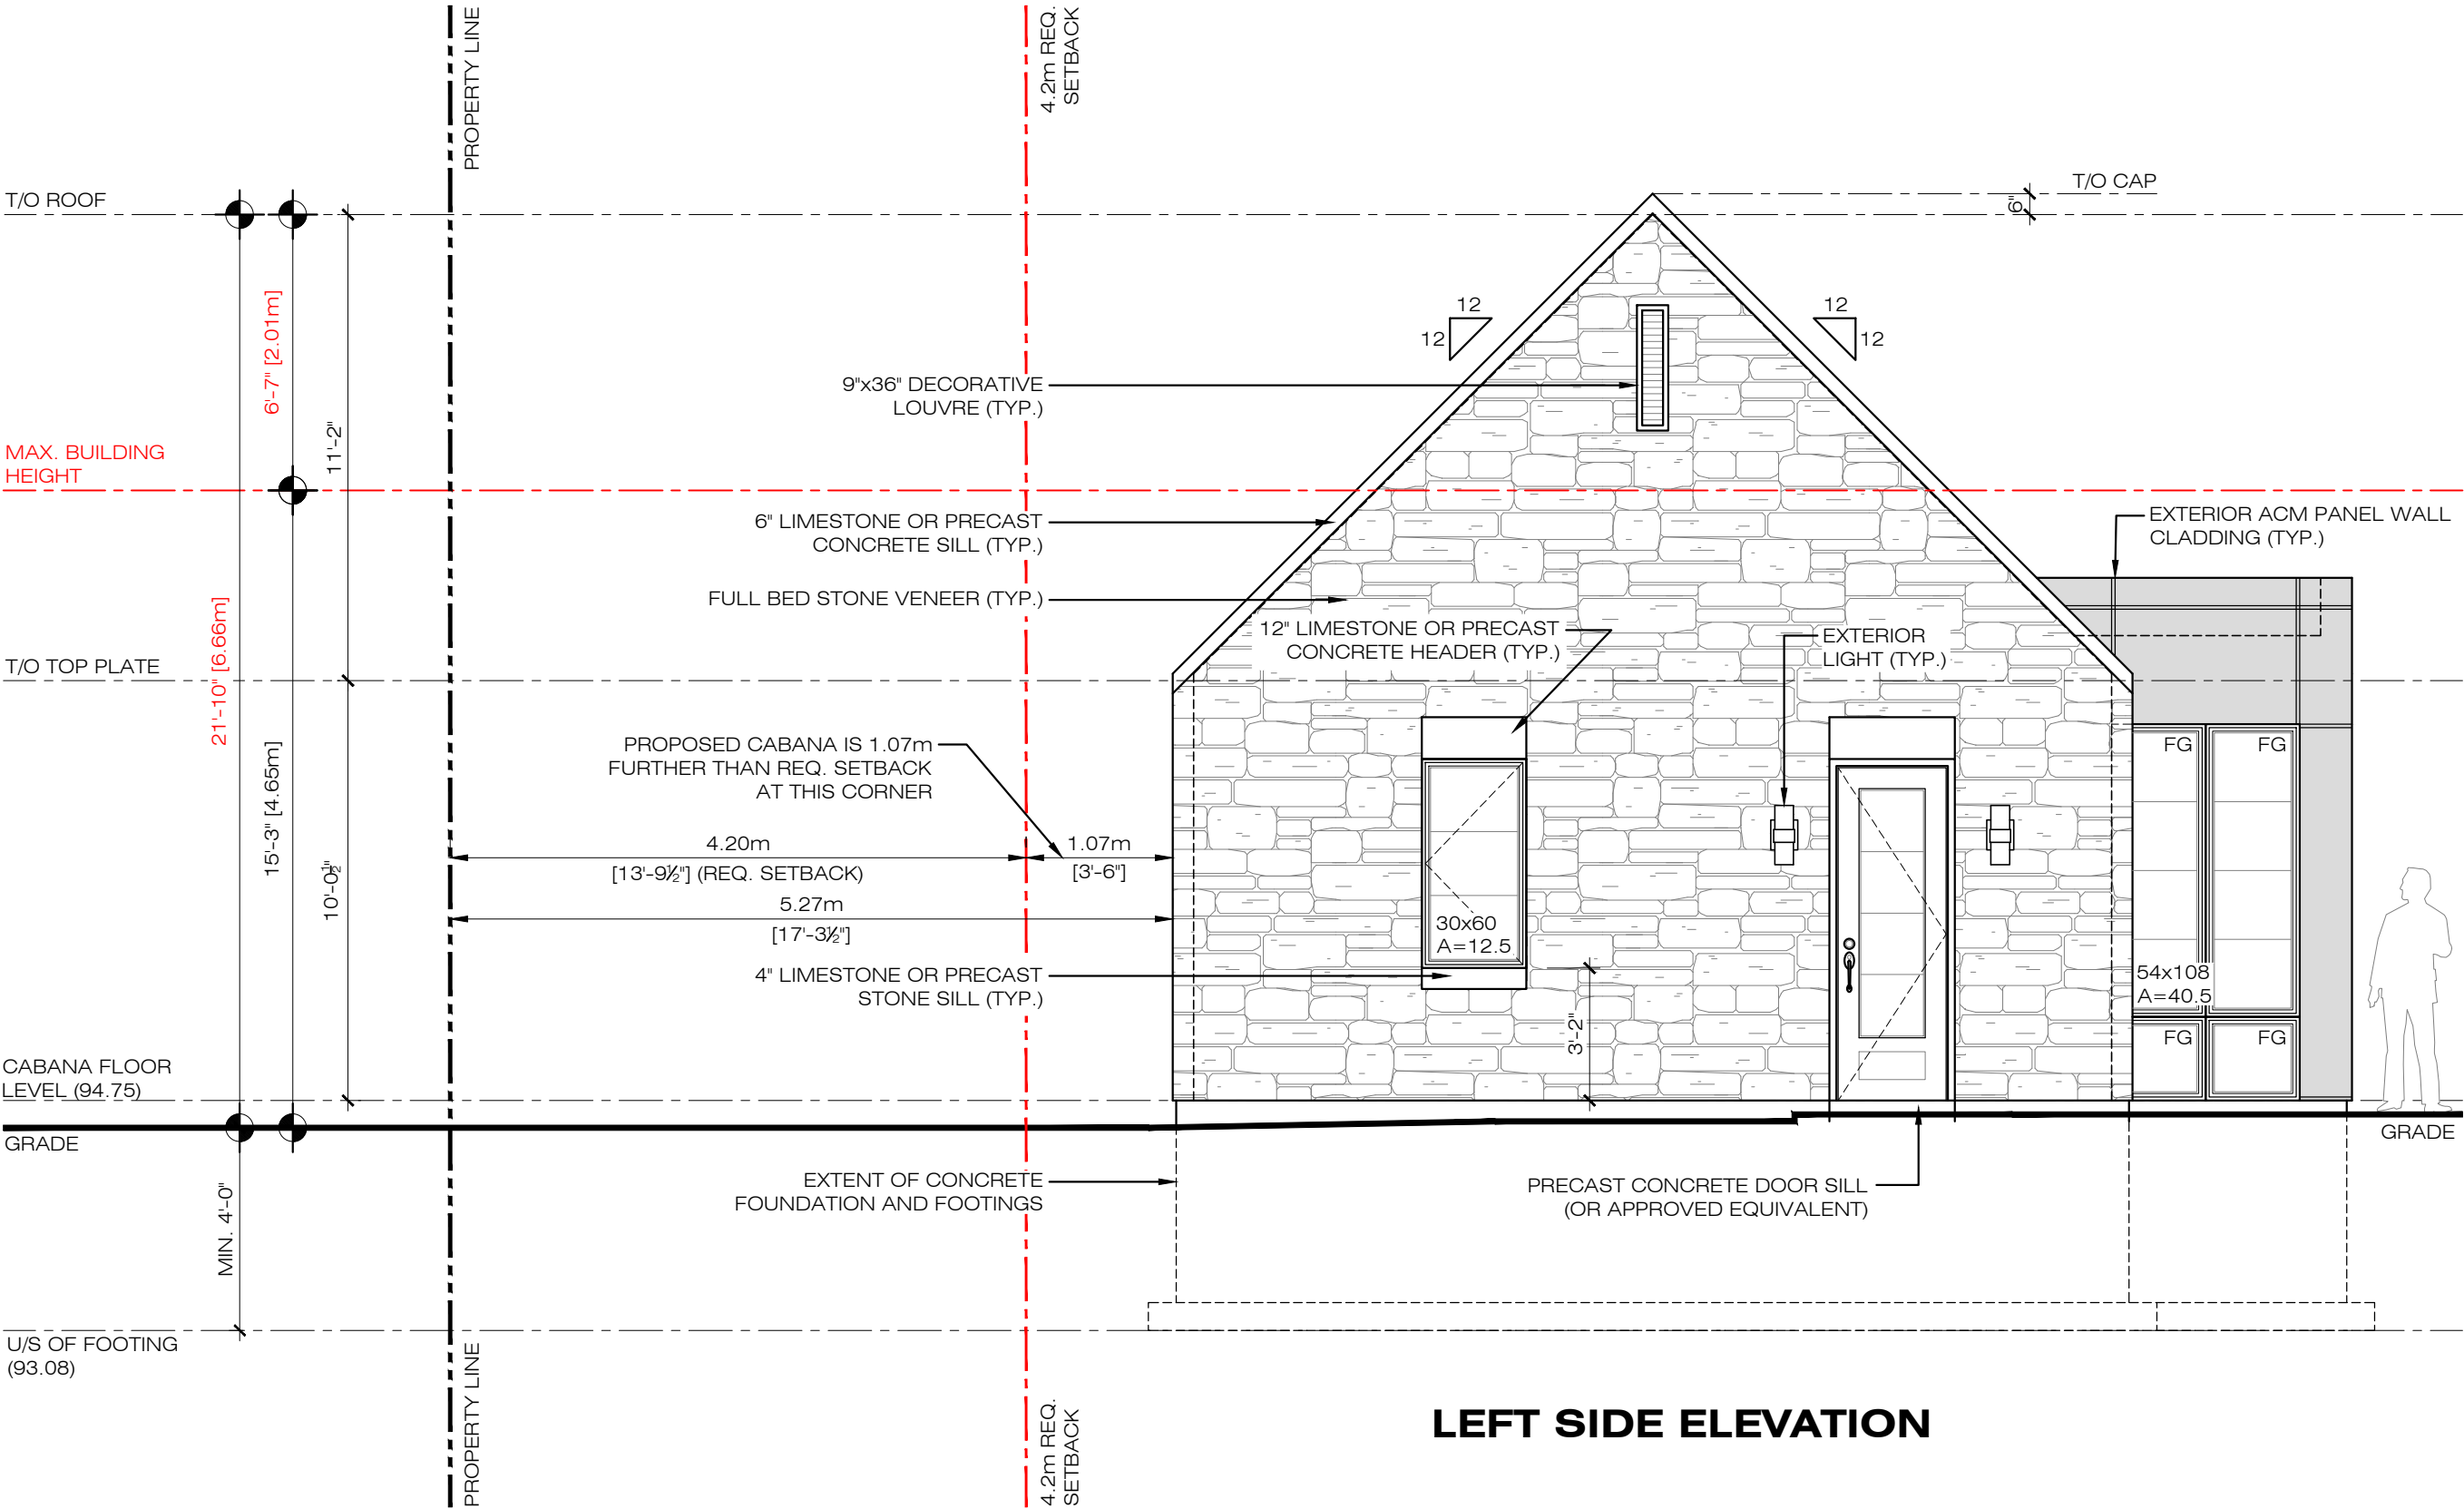 PROPERTY LINE
4.2m REQ.
SETBACK
T/O ROOF
T/O CAP
6"
6'-7" [2.01m]
11'-2"
12
12
12
12
9"x36" DECORATIVE
LOUVRE (TYP.)
MAX. BUILDING
HEIGHT
6" LIMESTONE OR PRECAST
CONCRETE SILL (TYP.)
EXTERIOR ACM PANEL WALL
CLADDING (TYP.)
FULL BED STONE VENEER (TYP.)
12" LIMESTONE OR PRECAST
CONCRETE HEADER (TYP.)
EXTERIOR
LIGHT (TYP.)
21'-10" [6.66m]
T/O TOP PLATE
15'-3" [4.65m]
10'-0½"
PROPOSED CABANA IS 1.07m
FURTHER THAN REQ. SETBACK
AT THIS CORNER
FG
FG
4.20m
[13'-9½"] (REQ. SETBACK)
1.07m
[3'-6"]
5.27m
[17'-3½"]
30x60
A=12.5
4" LIMESTONE OR PRECAST
STONE SILL (TYP.)
54x108
A=40.5
3'-2"
FG
FG
CABANA FLOOR
LEVEL (94.75)
GRADE
GRADE
MIN. 4'-0"
EXTENT OF CONCRETE
FOUNDATION AND FOOTINGS
PRECAST CONCRETE DOOR SILL
(OR APPROVED EQUIVALENT)
U/S OF FOOTING
(93.08)
PROPERTY LINE
4.2m REQ.
SETBACK
LEFT SIDE ELEVATION